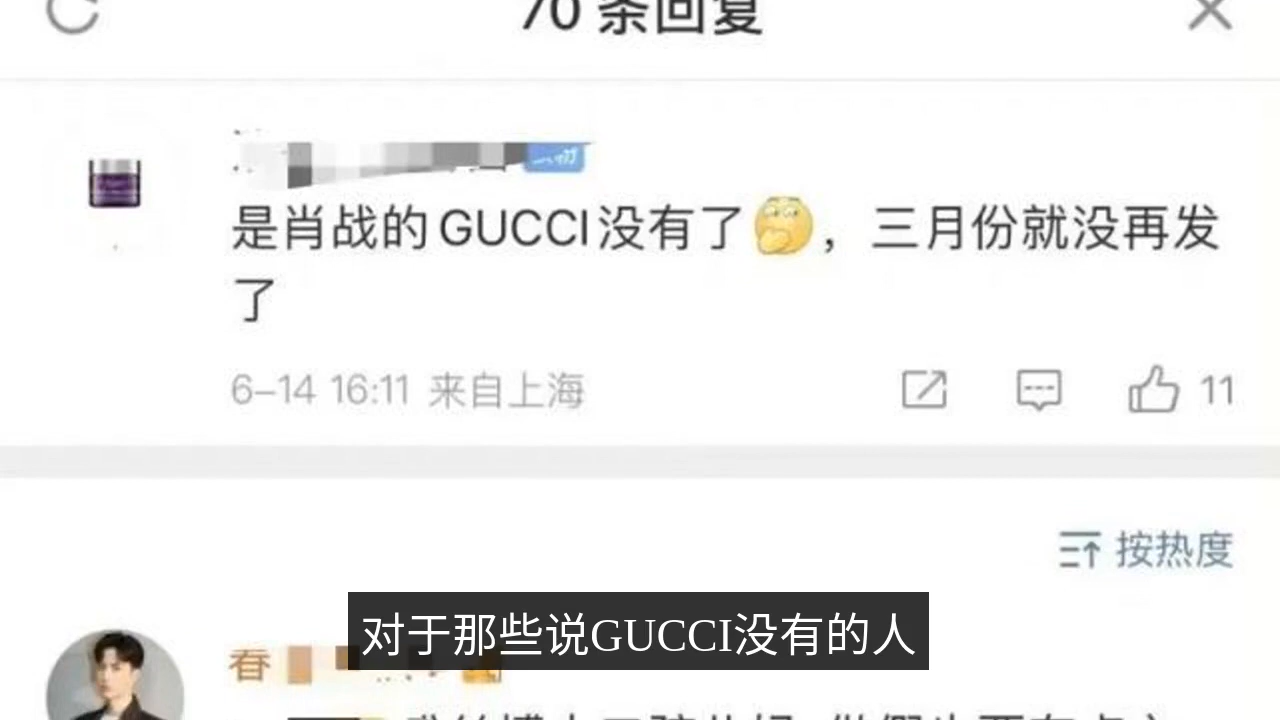 70 条回复
是肖战的GUCCI没有了，三月份就没再发
了
6-14 16:11 来自上海
11
按热度
对于那些说GUCCI没有的人
春